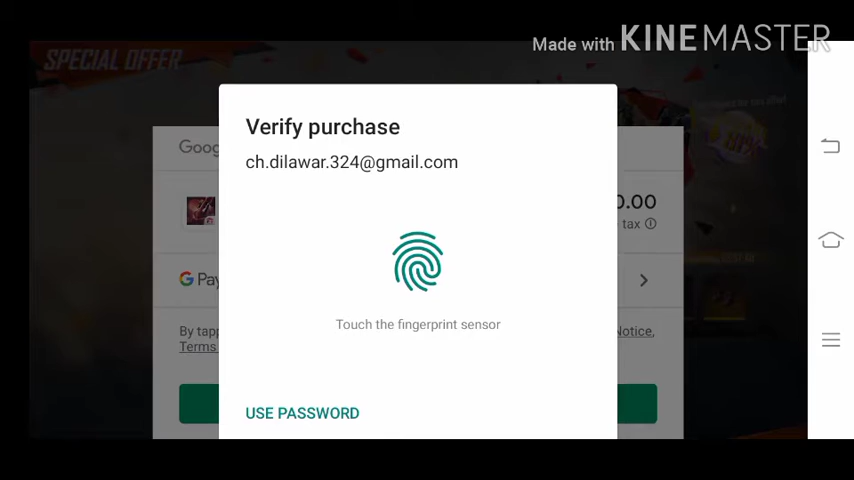 Made with KINEMASTER
SPECIAL OFFER
Verify purchase
ch.dilawar.324@gmail.com
Goog
0.00
tax
G Pay
Touch the fingerprint sensor
By tapp
Notice,
Terms
USE PASSWORD